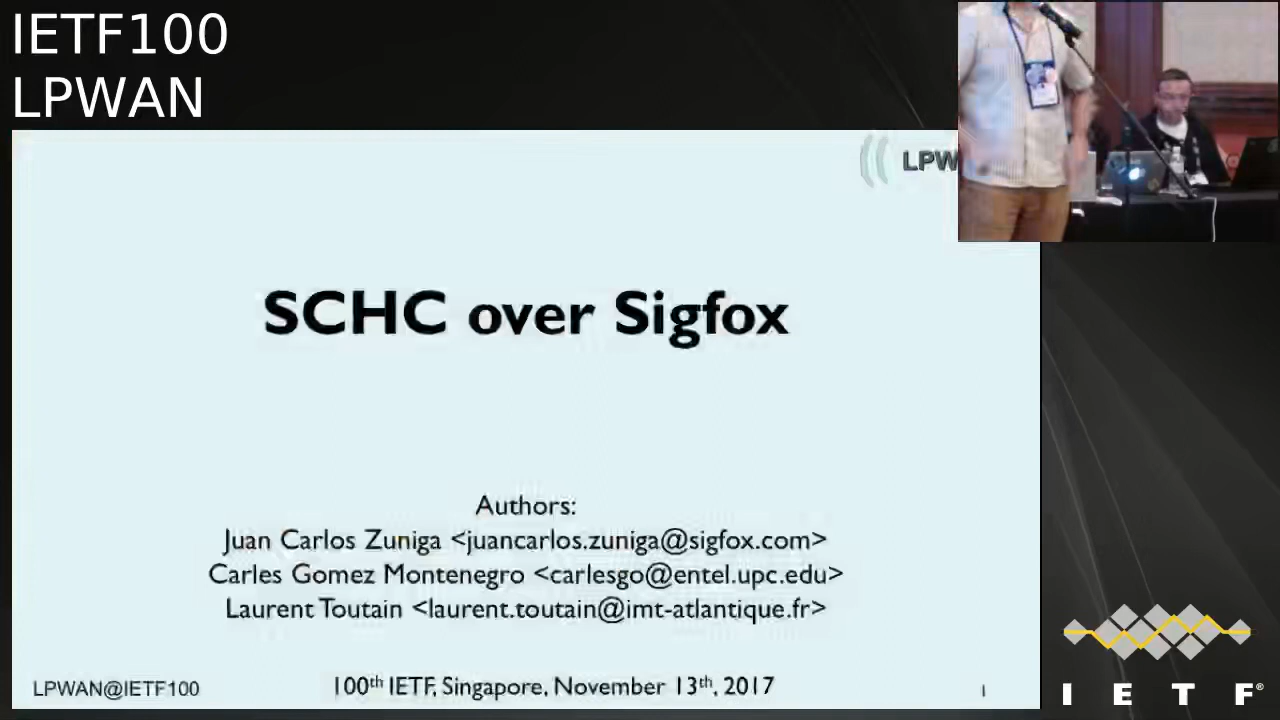 IETF100
LPWAN
LPW
SCHC over Sigfox
Authors:
Juan Carlos Zuniga <juancarlos.zuniga@sigfox.com>
Carles Gomez Montenegro <carlesgo@entel.upc.edu>
Laurent Toutain <laurent.toutain@imt-atlantique.fr>
LPWAN@IETF100
100th IETF, Singapore, November 13th, 2017
1
I E T F®